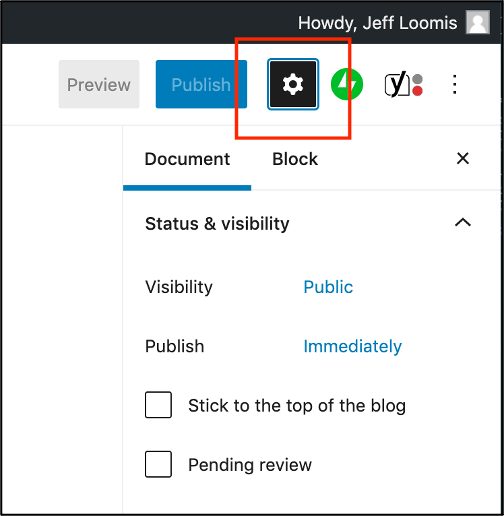 Howdy, Jeff Loomis
Preview Publish
Document Block
Status & visibility
Visibility Public
Publish Immediately
Stick to the top of the blog
Pending review